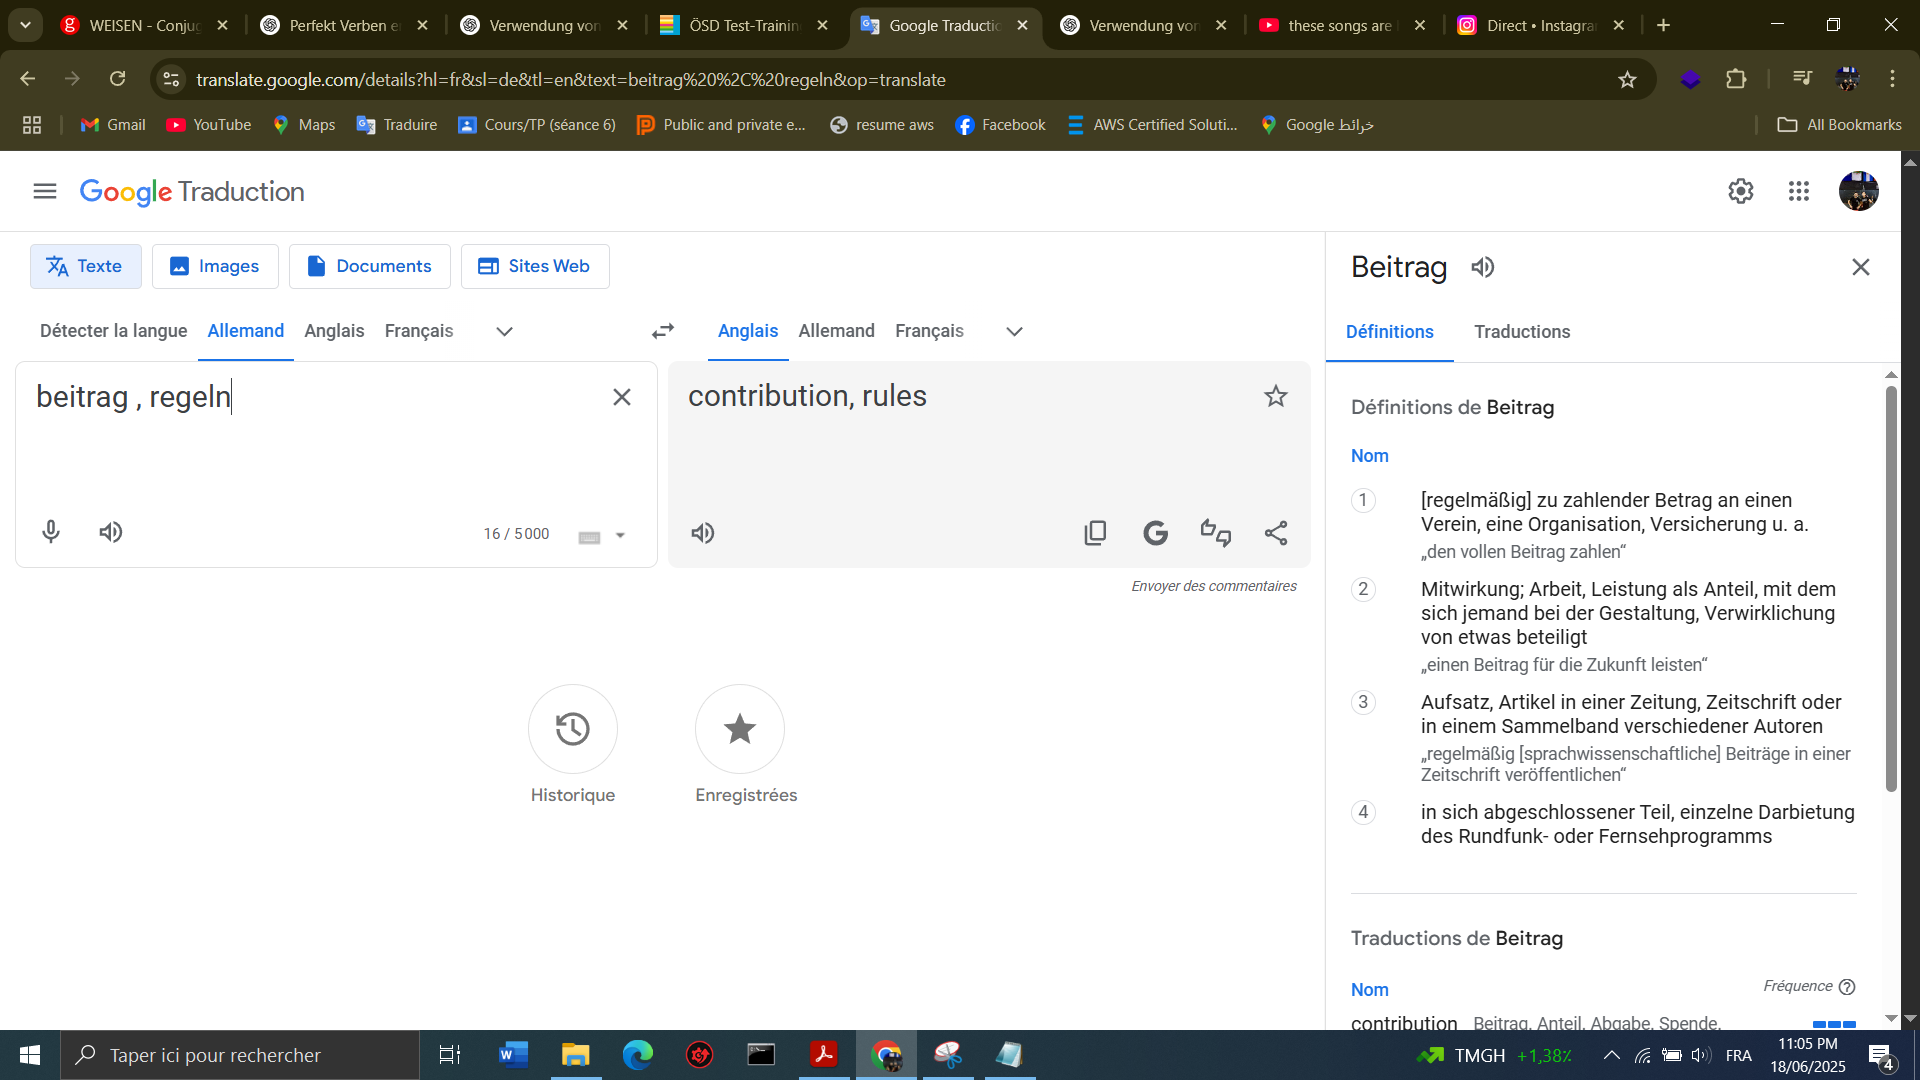 WEISEN - Conjug
Perfekt Verben e
Verwendung von
ÖSD Test-Trainin
Google Traductio
Verwendung von
these songs are
Direct • Instagra
translate.google.com/details?hl=fr&sl=de&tl=en&text=beitrag%20%2C%20regeln&op=translate
Gmail
YouTube
Maps
Traduire
Cours/TP (séance 6)
Public and private e...
resume aws
Facebook
AWS Certified Soluti...
خرائط Google
All Bookmarks
Google Traduction
Texte
Images
Documents
Sites Web
Détecter la langue
Allemand
Anglais
Français
Anglais
Allemand
Français
beitrag , regeln
16 / 5 000
contribution, rules
Envoyer des commentaires
Historique
Enregistrées
Beitrag
Définitions
Traductions
Définitions de Beitrag
Nom
1
[regelmäßig] zu zahlender Betrag an einen
Verein, eine Organisation, Versicherung u. a.
„den vollen Beitrag zahlen“
2
Mitwirkung; Arbeit, Leistung als Anteil, mit dem
sich jemand bei der Gestaltung, Verwirklichung
von etwas beteiligt
„einen Beitrag für die Zukunft leisten“
3
Aufsatz, Artikel in einer Zeitung, Zeitschrift oder
in einem Sammelband verschiedener Autoren
„regelmäßig [sprachwissenschaftliche] Beiträge in einer
Zeitschrift veröffentlichen“
4
in sich abgeschlossener Teil, einzelne Darbietung
des Rundfunk- oder Fernsehprogramms
Traductions de Beitrag
Nom
Fréquence
contribution
Beitrag, Anteil, Abgabe, Spende,
Taper ici pour rechercher
TMGH +1,38%
FRA
11:05 PM
18/06/2025
4